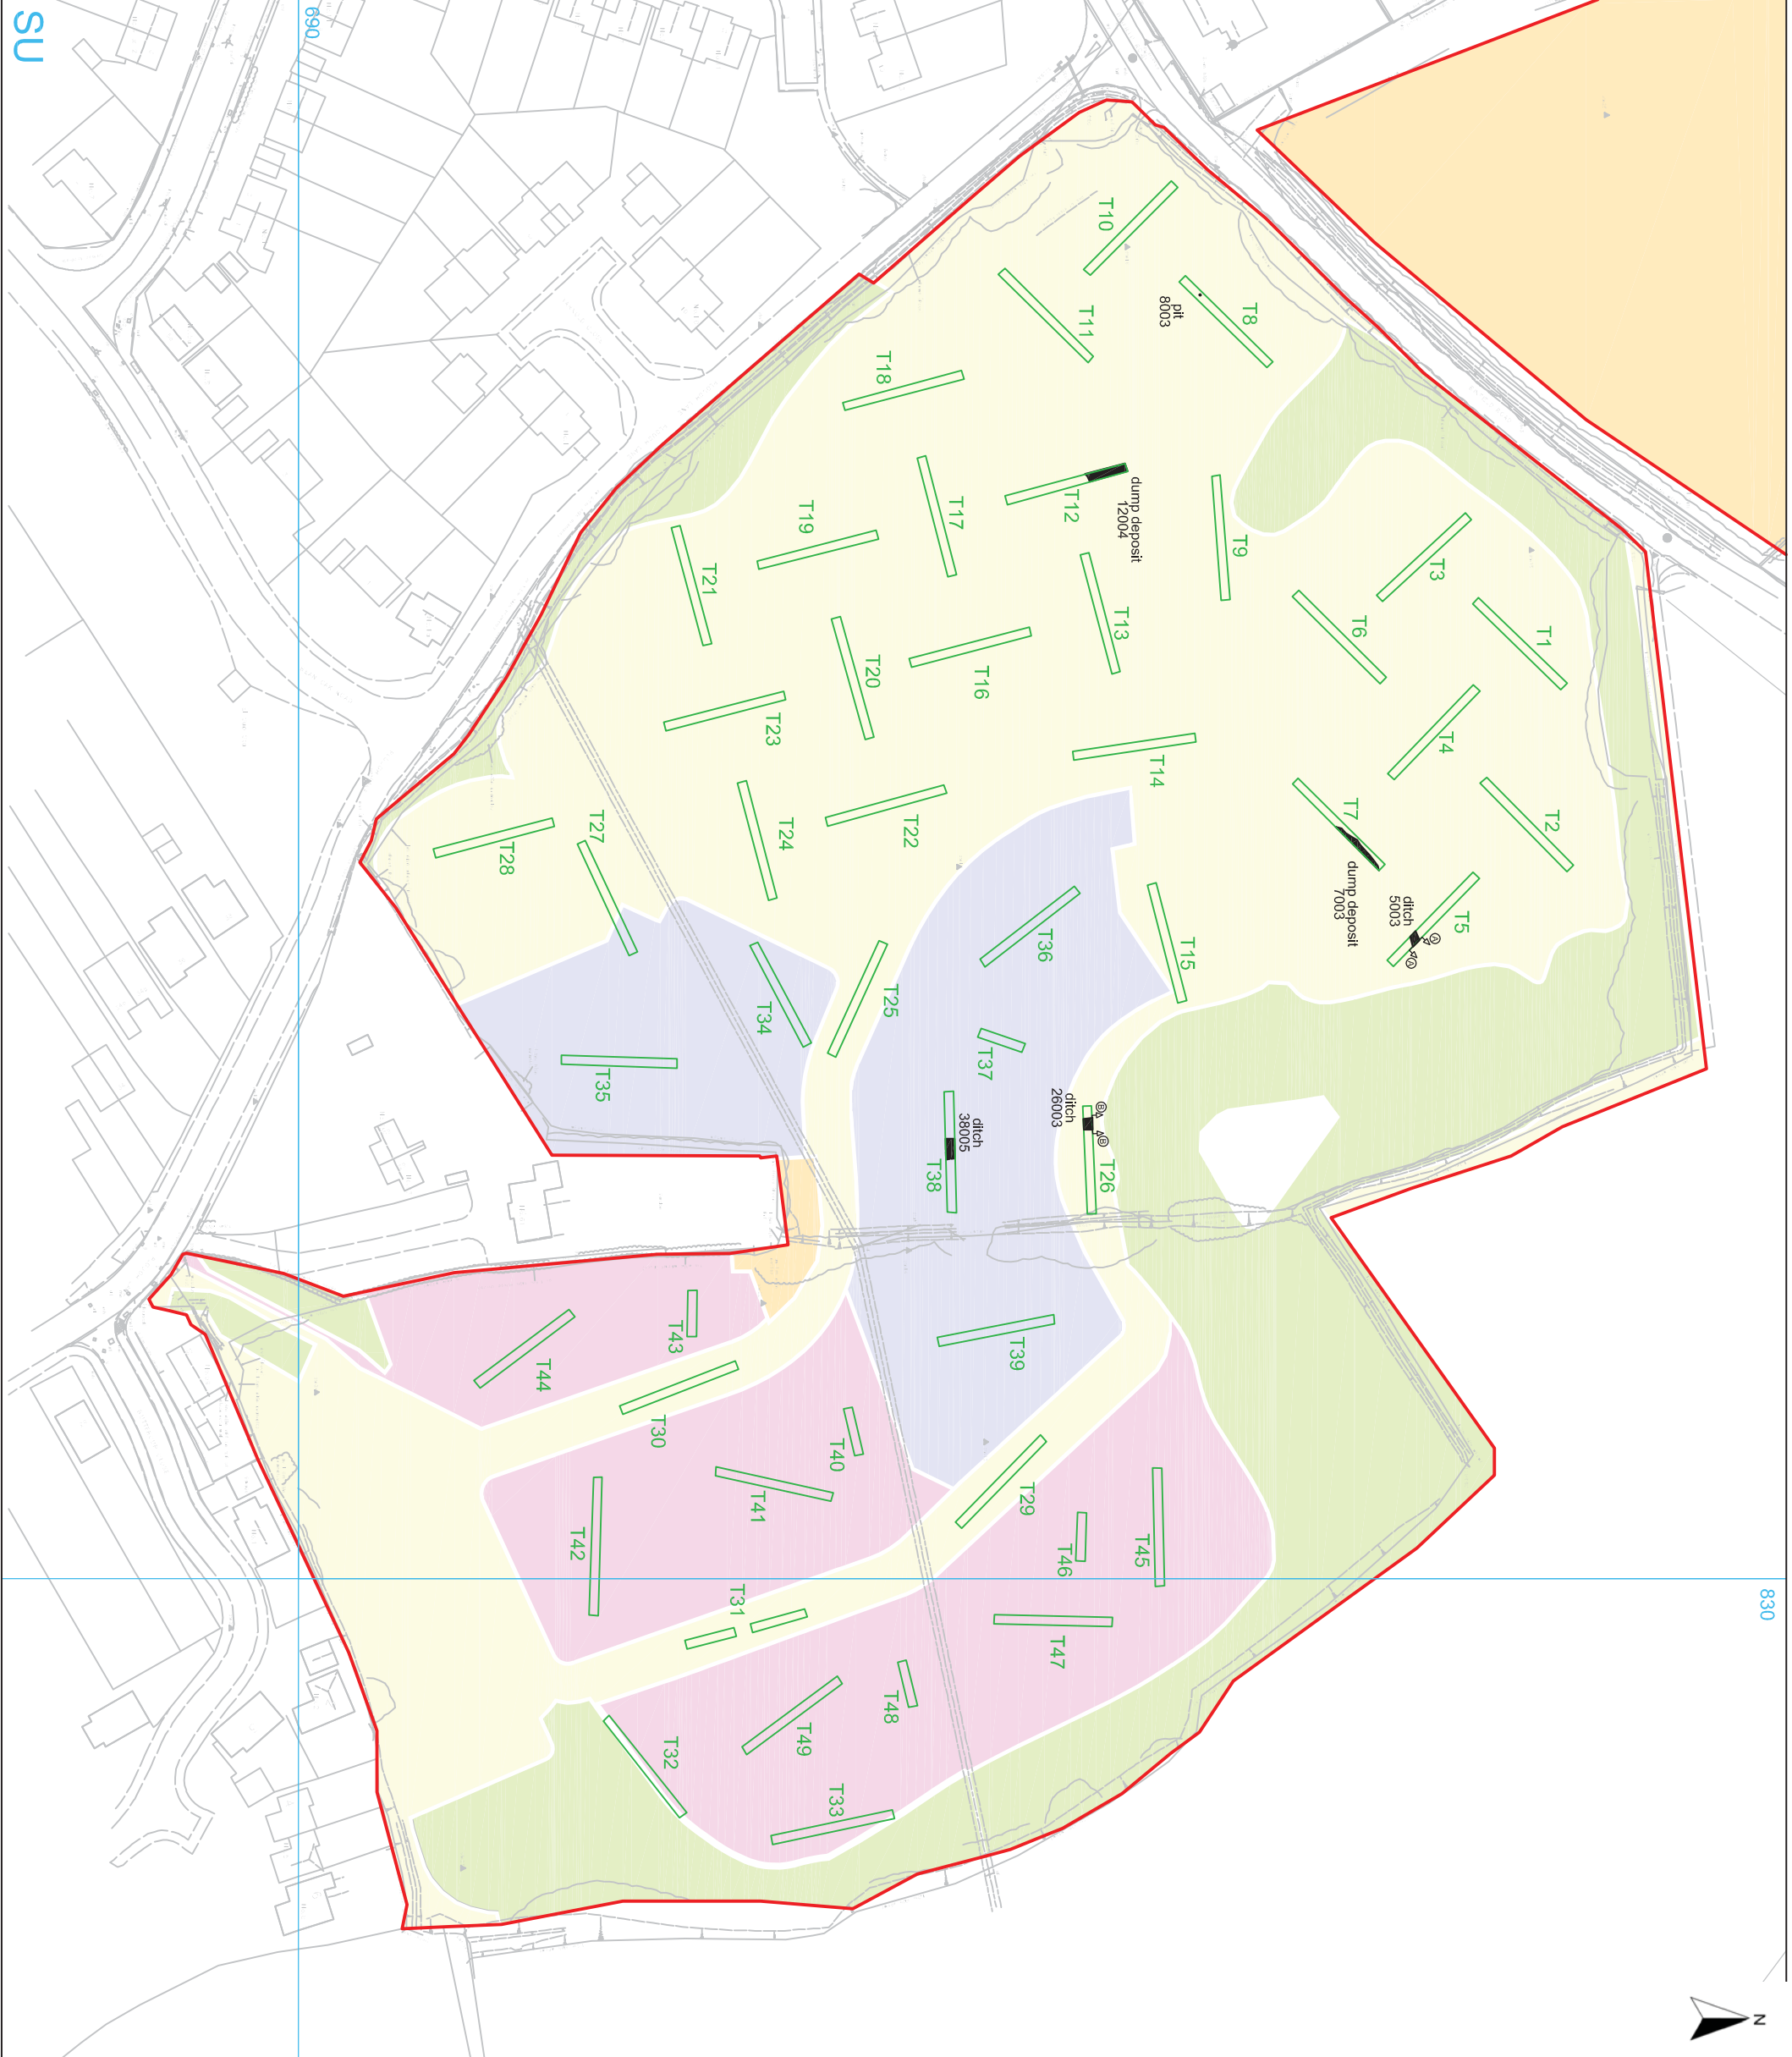 SU
690
830
N
T10
T11
T8
pit
8003
T18
T12
dump deposit
12004
T17
T19
T21
T9
T3
T1
T6
T13
T16
T20
T23
T4
T14
T2
T7
dump deposit
7003
T5
ditch
5003
A
A
T22
T24
T27
T28
T36
T15
T25
T34
T35
T37
ditch
26003
B
B
T26
ditch
38005
T38
T39
T43
T44
T30
T40
T41
T42
T29
T45
T46
T31
T47
T48
T49
T32
T33